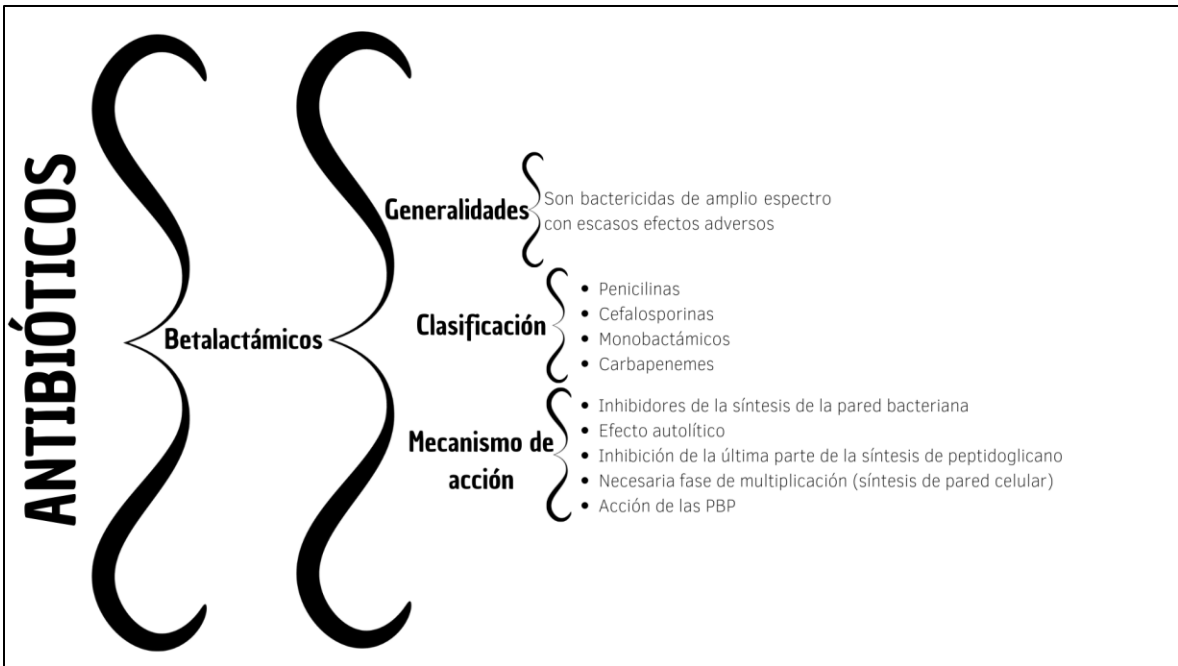 ANTIBIÓTICOS
Betalactámicos
Generalidades
Son bactericidas de amplio espectro
con escasos efectos adversos
Clasificación
• Penicilinas
• Cefalosporinas
• Monobactámicos
• Carbapenemes
Mecanismo de
acción
• Inhibidores de la síntesis de la pared bacteriana
• Efecto autolítico
• Inhibición de la última parte de la síntesis de peptidoglicano
• Necesaria fase de multiplicación (síntesis de pared celular)
• Acción de las PBP